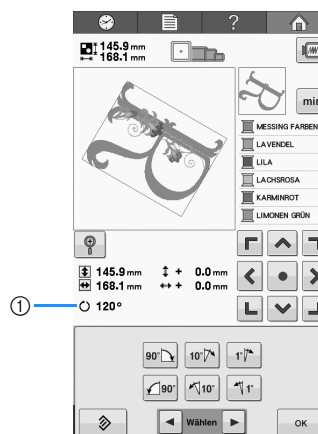 ?
145.9 mm
168.1 mm
min
MESSING FARBEN
LAVENDEL
LILA
LACHSROSA
KARMINROT
LIMONEN GRÜN
145.9 mm + 0.0 mm
168.1 mm + 0.0 mm
① 120°
90° 10° 1°
90° 10° 1°
Wählen OK